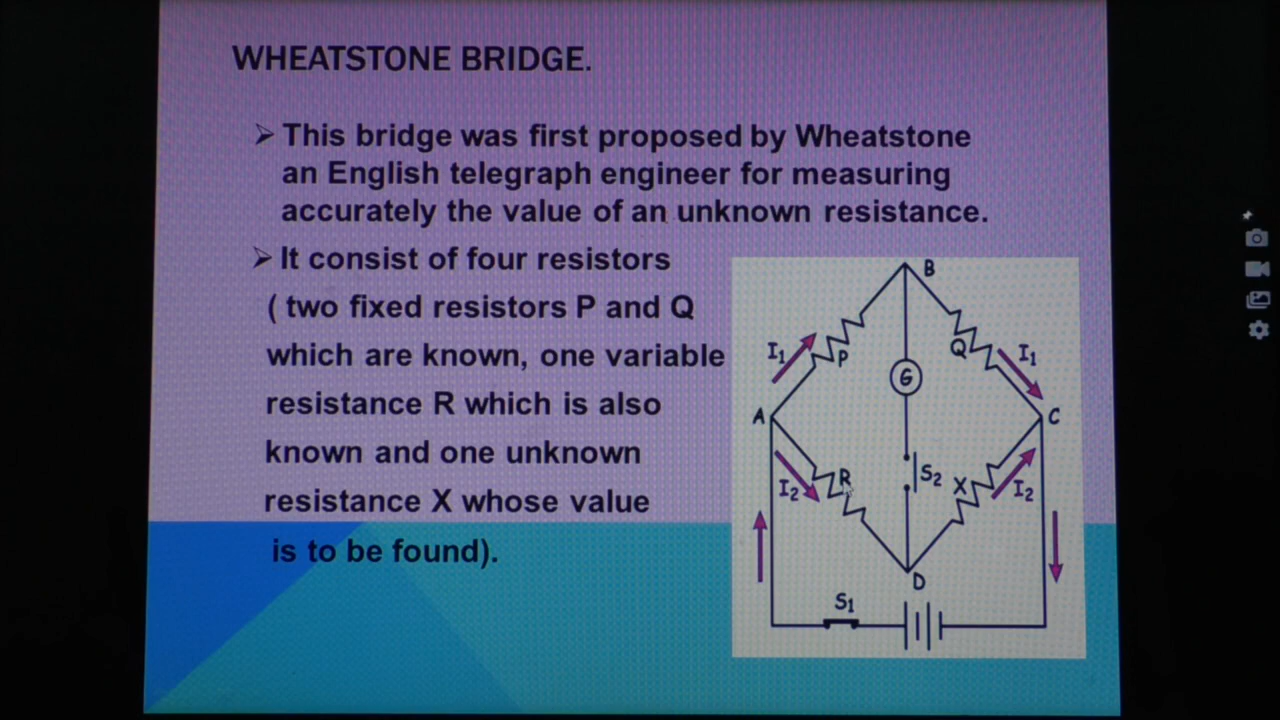 WHEATSTONE BRIDGE.
➢ This bridge was first proposed by Wheatstone
an English telegraph engineer for measuring
accurately the value of an unknown resistance.
➢ It consist of four resistors
( two fixed resistors P and Q
which are known, one variable
resistance R which is also
known and one unknown
resistance X whose value
is to be found).
B
I₁
P
Q
I₁
G
A
C
I₂
R
S₂
X
I₂
D
S₁